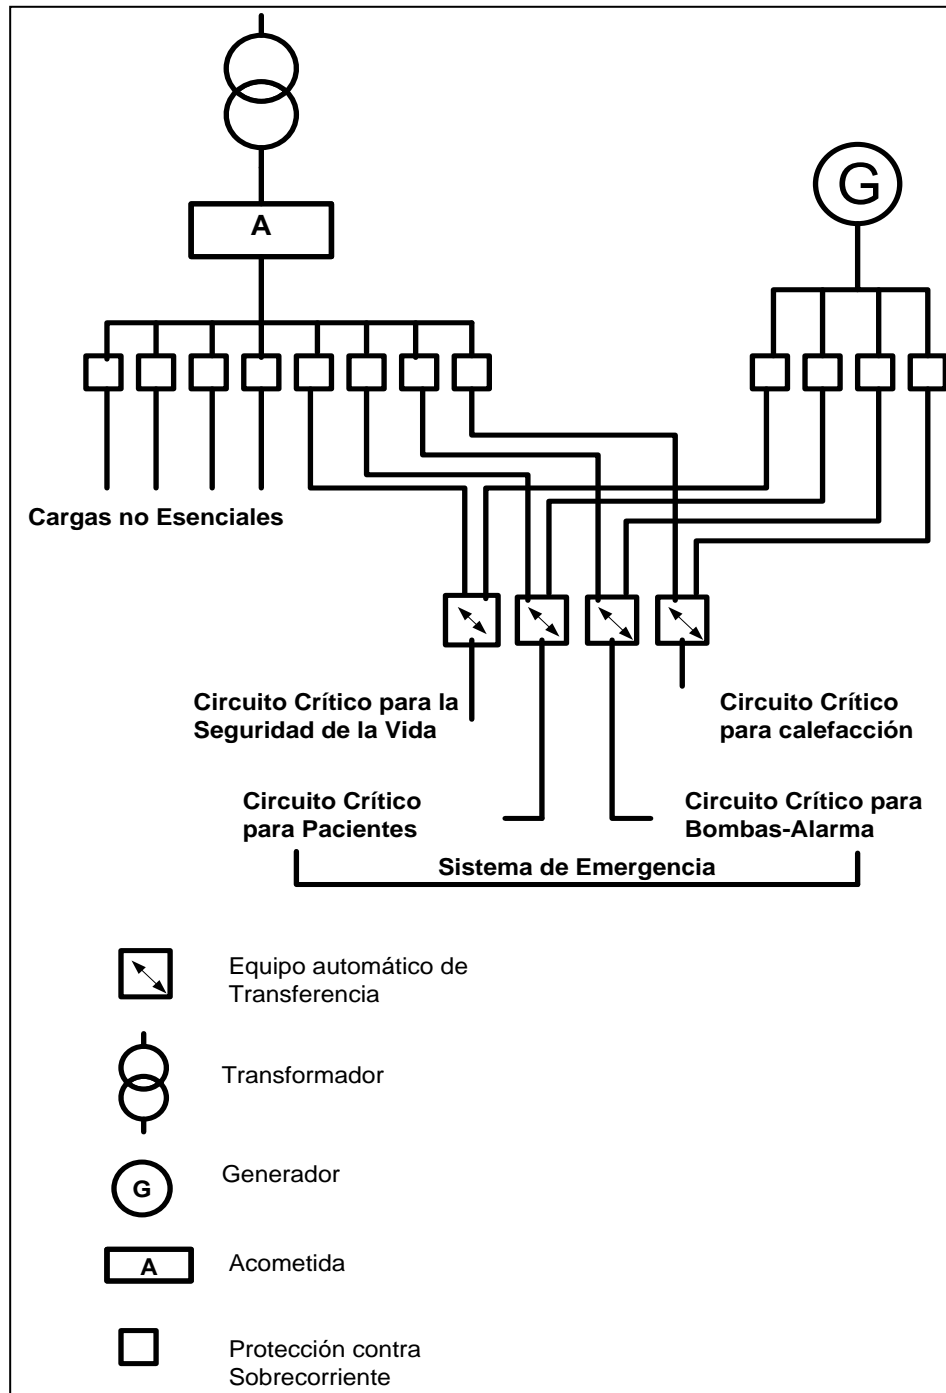 A
G
Cargas no Esenciales
Circuito Crítico para la
Seguridad de la Vida
Circuito Crítico
para calefacción
Circuito Crítico
para Pacientes
Circuito Crítico para
Bombas-Alarma
Sistema de Emergencia
Equipo automático de
Transferencia
Transformador
G
Generador
A
Acometida
Protección contra
Sobrecorriente